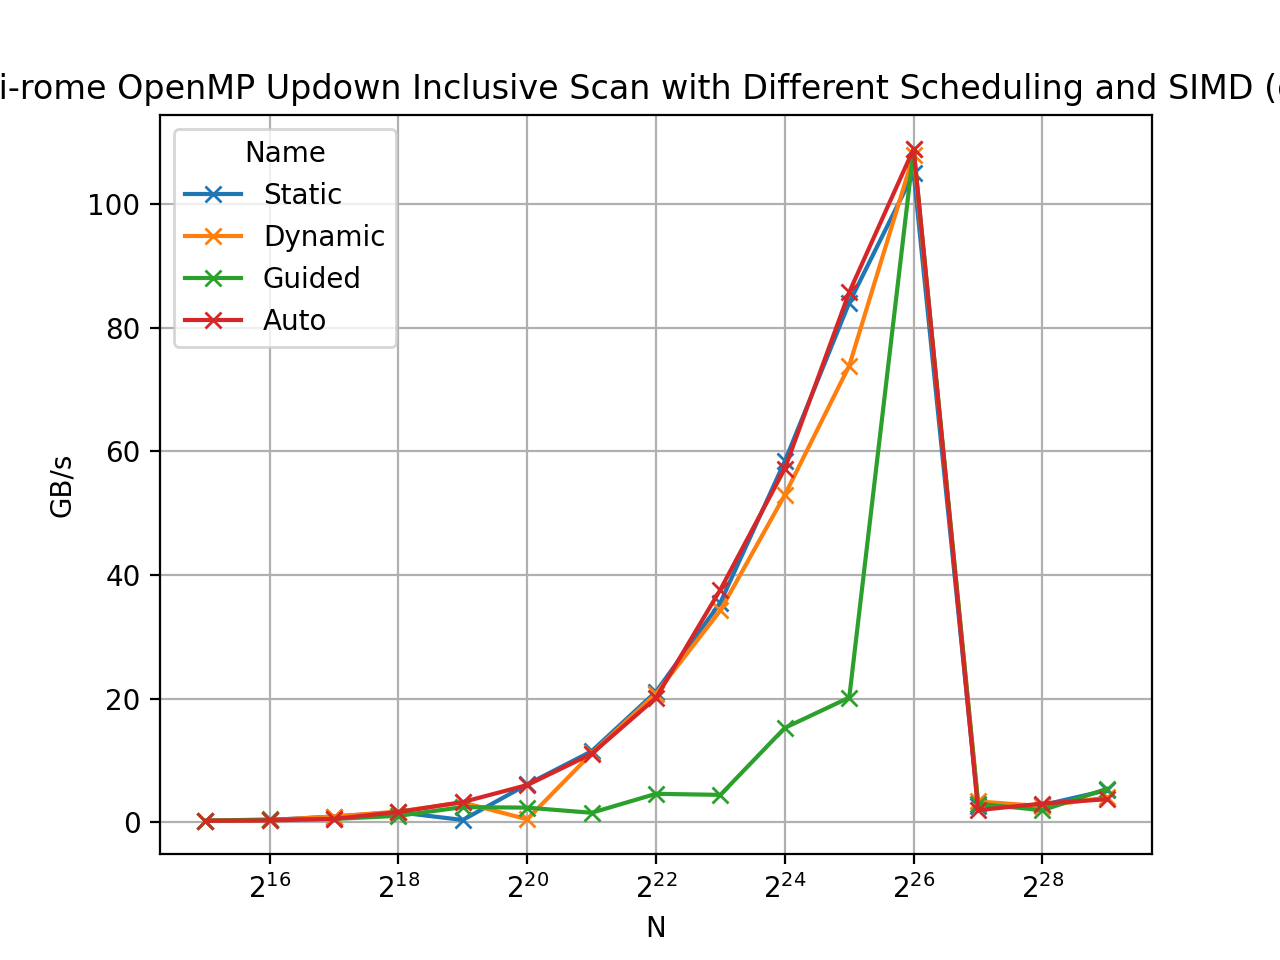 i-rome OpenMP Updown Inclusive Scan with Different Scheduling and SIMD (
Name
Static
Dynamic
Guided
Auto
100
80
60
40
20
0
GB/s
2^16 2^18 2^20 2^22 2^24 2^26 2^28
N